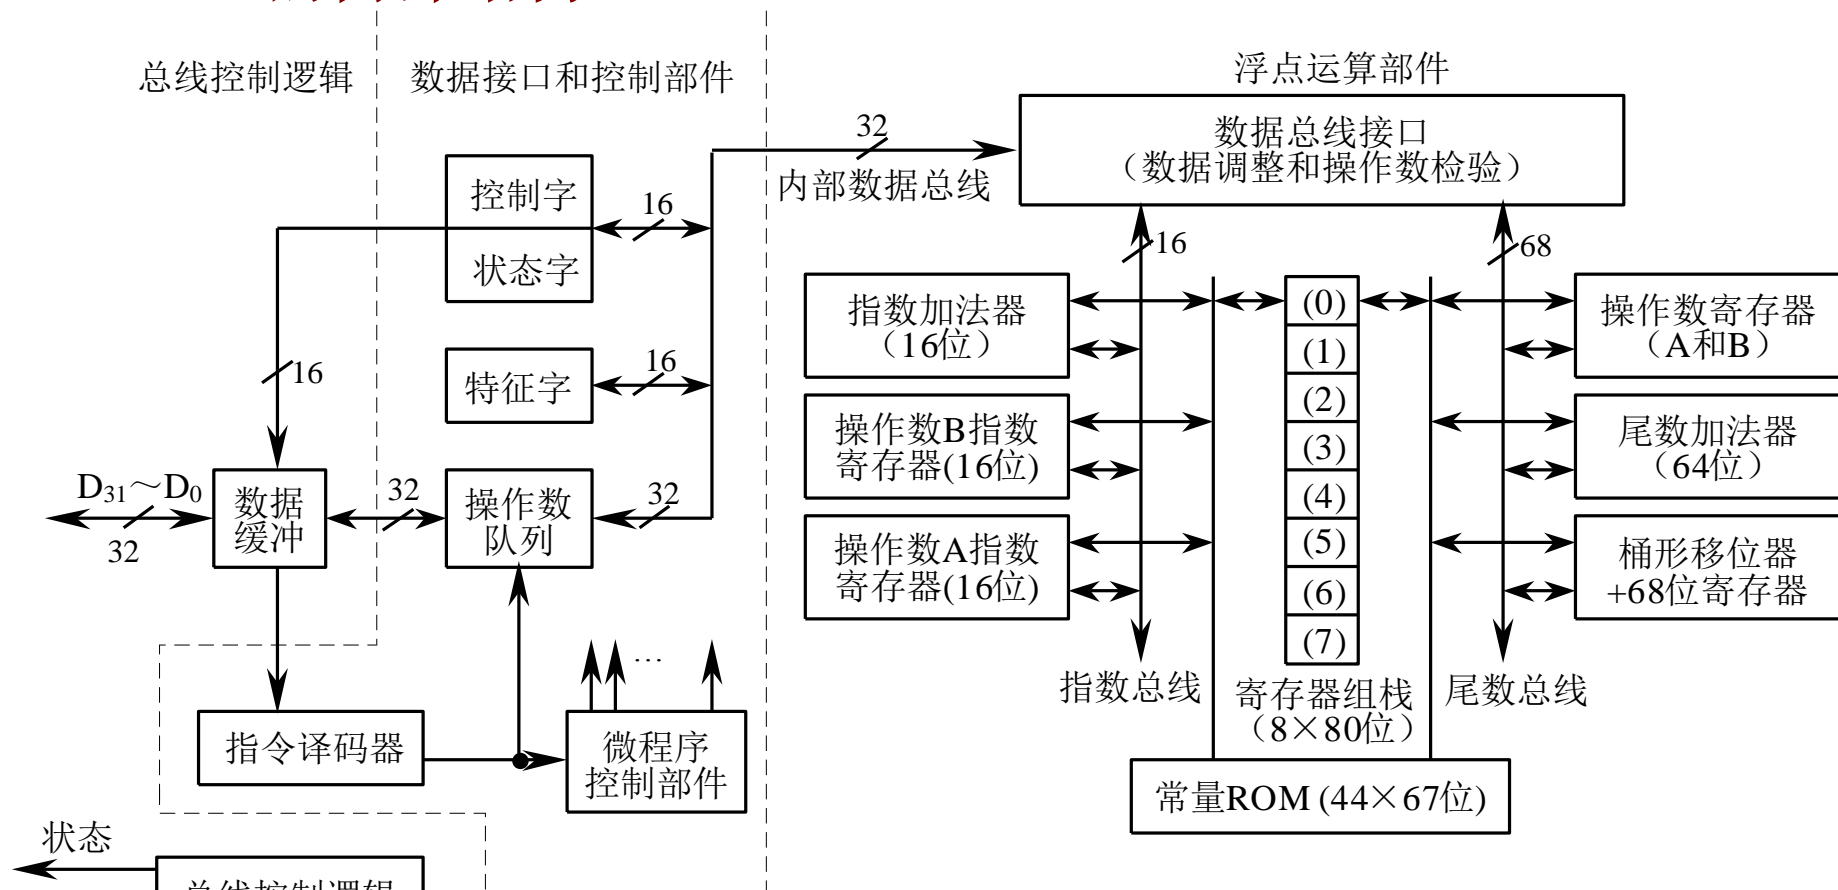 总线控制逻辑
数据接口和控制部件
浮点运算部件
数据总线接口
（数据调整和操作数检验）
32
内部数据总线
控制字
状态字
16
特征字
16
16
D31～D0
32
数据
缓冲
32
操作数
队列
32
指令译码器
微程序
控制部件
…
状态
总线控制逻辑
16
68
指数加法器
（16位）
操作数B指数
寄存器(16位)
操作数A指数
寄存器(16位)
指数总线
(0)
(1)
(2)
(3)
(4)
(5)
(6)
(7)
寄存器组栈
（8×80位）
尾数总线
操作数寄存器
（A和B）
尾数加法器
（64位）
桶形移位器
+68位寄存器
常量ROM (44×67位)